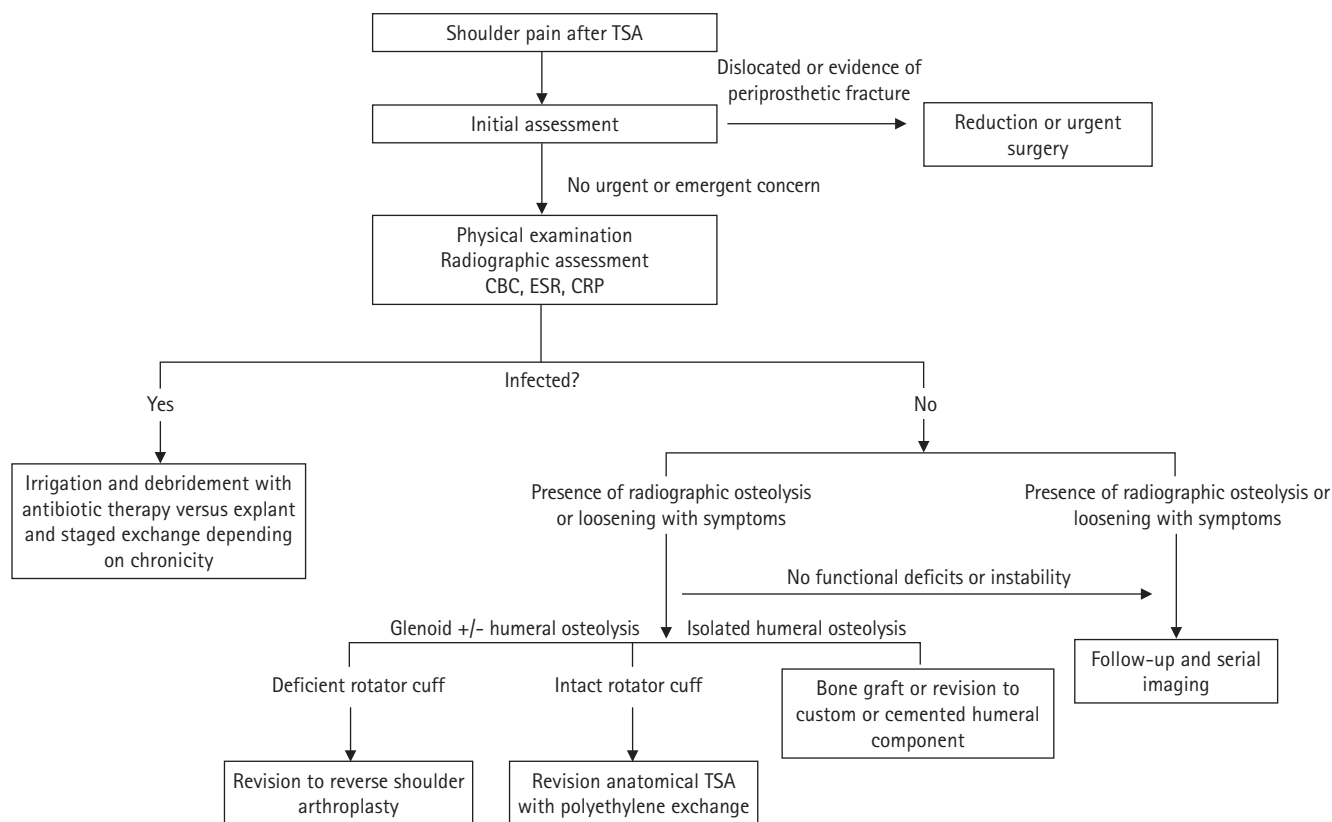 Shoulder pain after TSA
Dislocated or evidence of
periprosthetic fracture
Initial assessment
Reduction or urgent
surgery
No urgent or emergent concern
Physical examination
Radiographic assessment
CBC, ESR, CRP
Infected?
Yes
No
Irrigation and debridement with
antibiotic therapy versus explant
and staged exchange depending
on chronicity
Presence of radiographic osteolysis
or loosening with symptoms
Presence of radiographic osteolysis or
loosening with symptoms
No functional deficits or instability
Glenoid +/- humeral osteolysis
Isolated humeral osteolysis
Follow-up and serial
imaging
Deficient rotator cuff
Intact rotator cuff
Bone graft or revision to
custom or cemented humeral
component
Revision to reverse shoulder
arthroplasty
Revision anatomical TSA
with polyethylene exchange